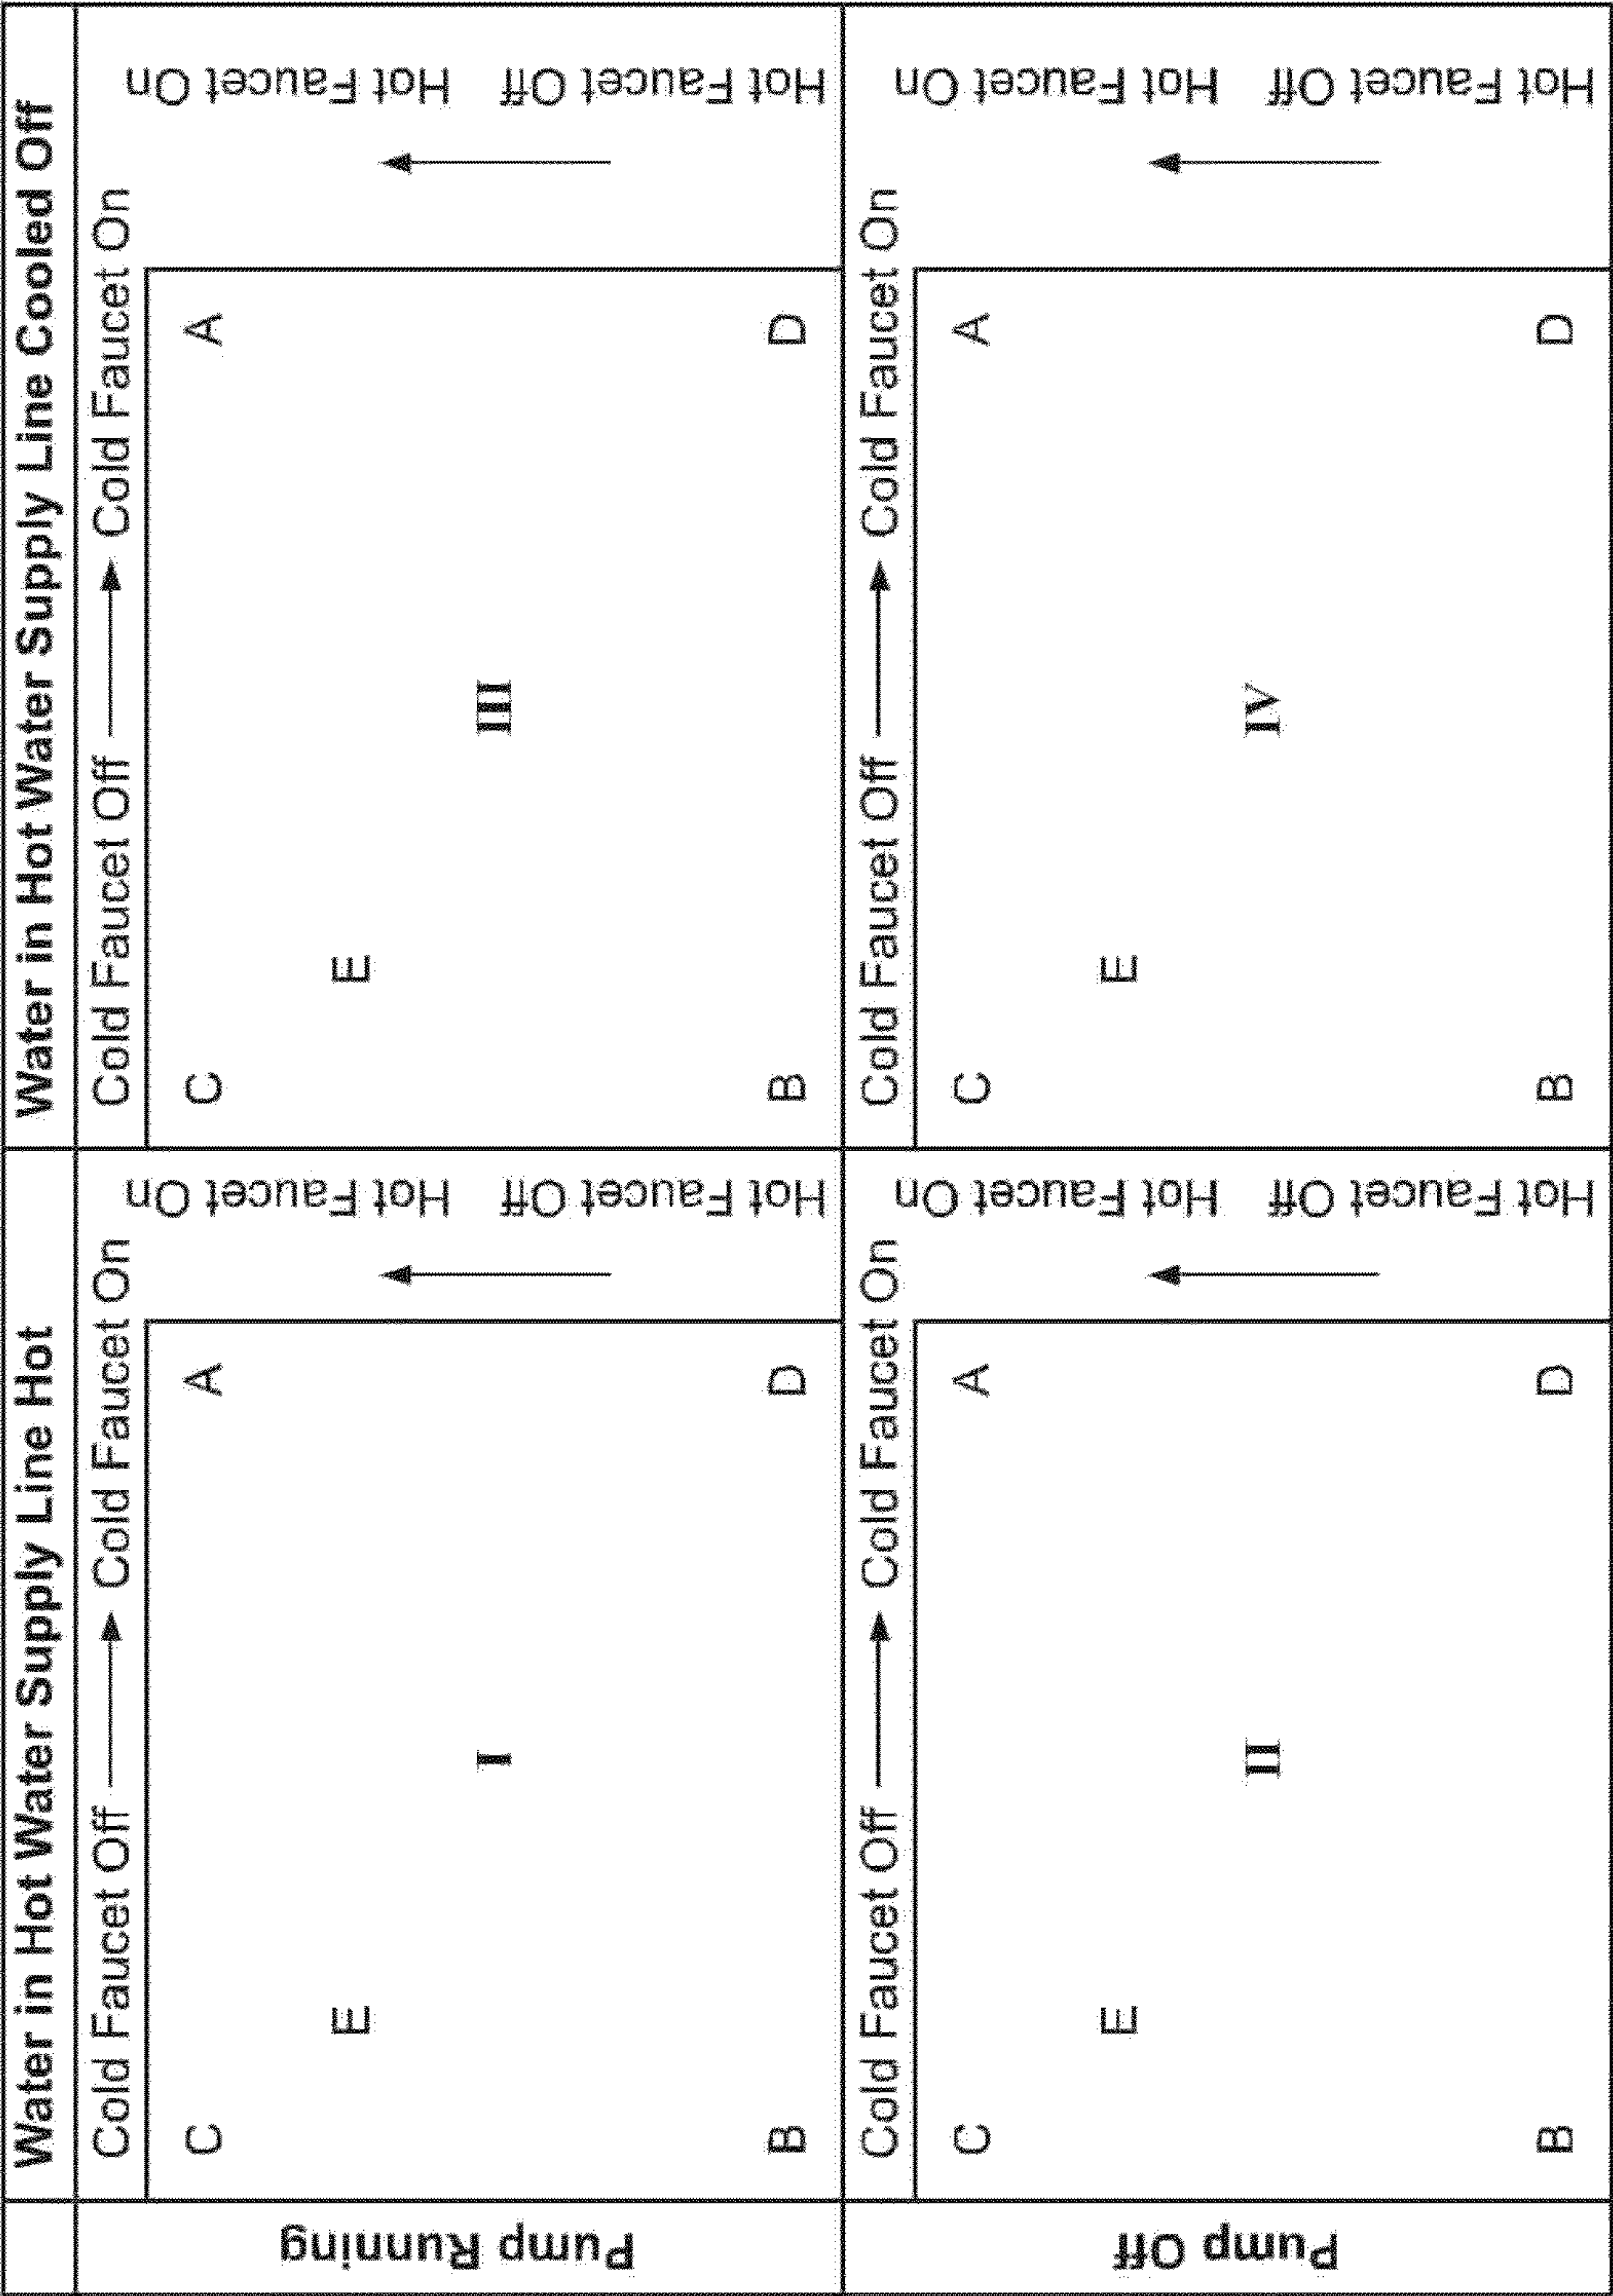 Water in Hot Water Supply Line Hot
Water in Hot Water Supply Line Cooled Off
Pump Running
Cold Faucet Off
Cold Faucet On
C
A
E
I
B
D
Hot Faucet On
Hot Faucet Off
Cold Faucet Off
Cold Faucet On
C
A
E
III
B
D
Hot Faucet On
Hot Faucet Off
Pump Off
Cold Faucet Off
Cold Faucet On
C
A
E
II
B
D
Hot Faucet On
Hot Faucet Off
Cold Faucet Off
Cold Faucet On
C
A
E
IV
B
D
Hot Faucet On
Hot Faucet Off